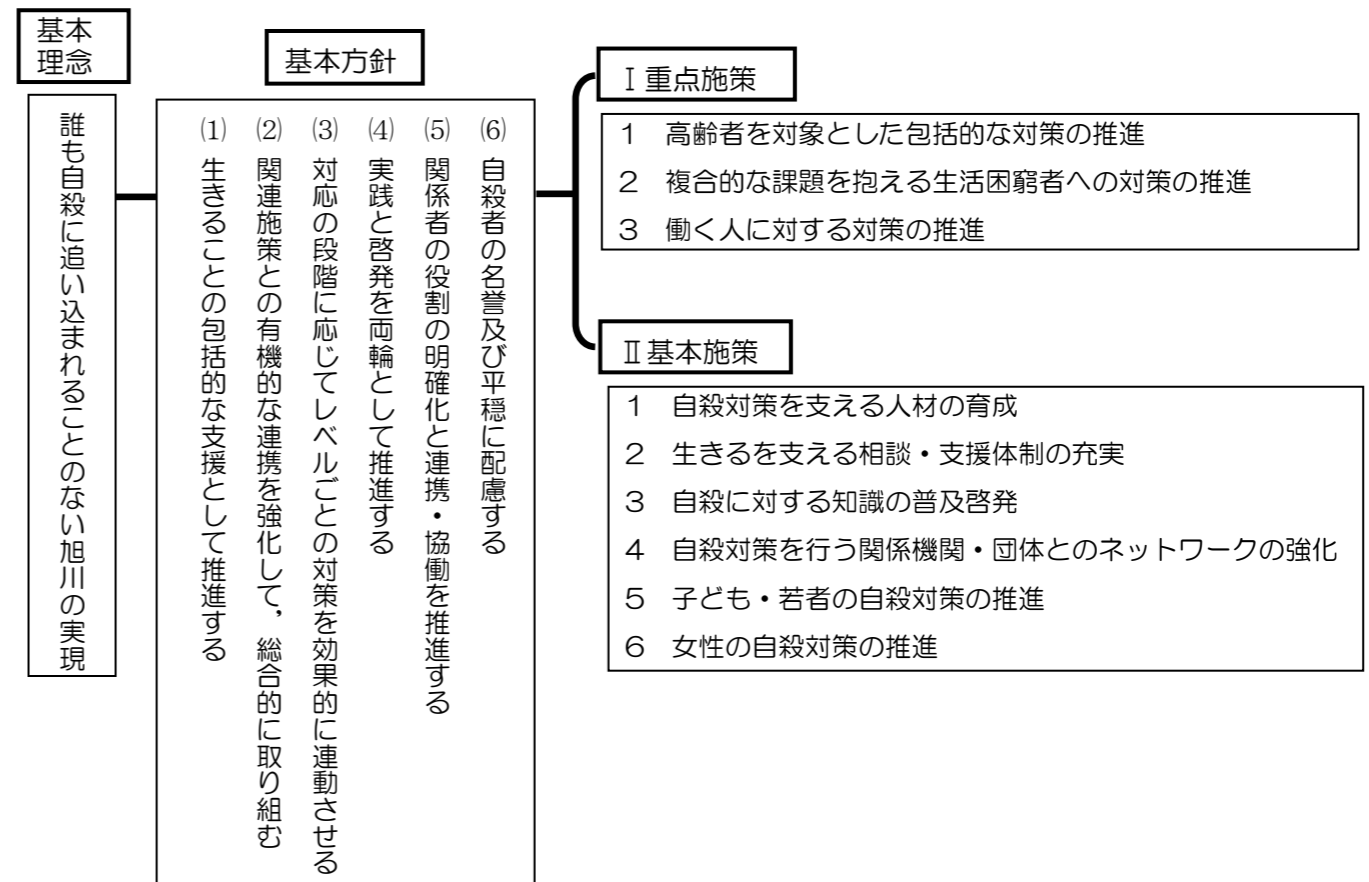 基本
理念
誰も自殺に追い込まれることのない旭川の実現
基本方針
⑴ 生きることの包括的な支援として推進する
⑵ 関連施策との有機的な連携を強化して，総合的に取り組む
⑶ 対応の段階に応じてレベルごとの対策を効果的に連動させる
⑷ 実践と啓発を両輪として推進する
⑸ 関係者の役割の明確化と連携・協働を推進する
⑹ 自殺者の名誉及び平穏に配慮する
Ⅰ重点施策
１ 高齢者を対象とした包括的な対策の推進
２ 複合的な課題を抱える生活困窮者への対策の推進
３ 働く人に対する対策の推進
Ⅱ基本施策
１ 自殺対策を支える人材の育成
２ 生きるを支える相談・支援体制の充実
３ 自殺に対する知識の普及啓発
４ 自殺対策を行う関係機関・団体とのネットワークの強化
５ 子ども・若者の自殺対策の推進
６ 女性の自殺対策の推進